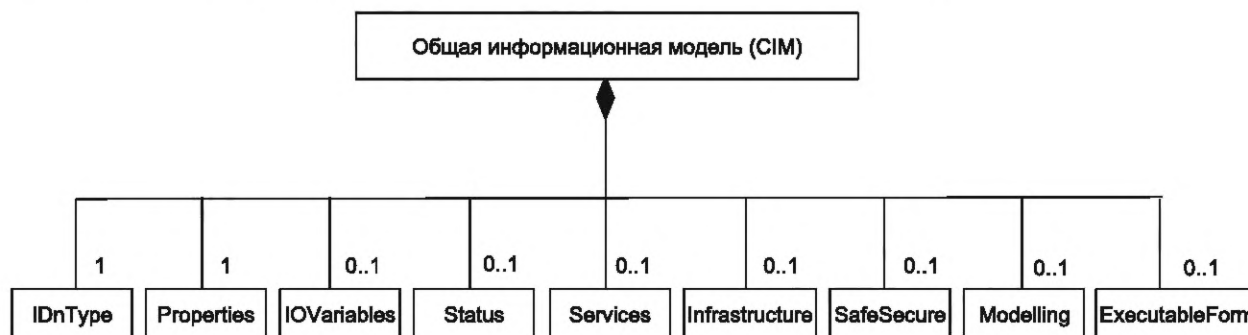 Общая информационная модель (CIM)
1 1 0..1 0..1 0..1 0..1 0..1 0..1 0..1
IDnType Properties IOVariables Status Services Infrastructure SafeSecure Modelling ExecutableForm